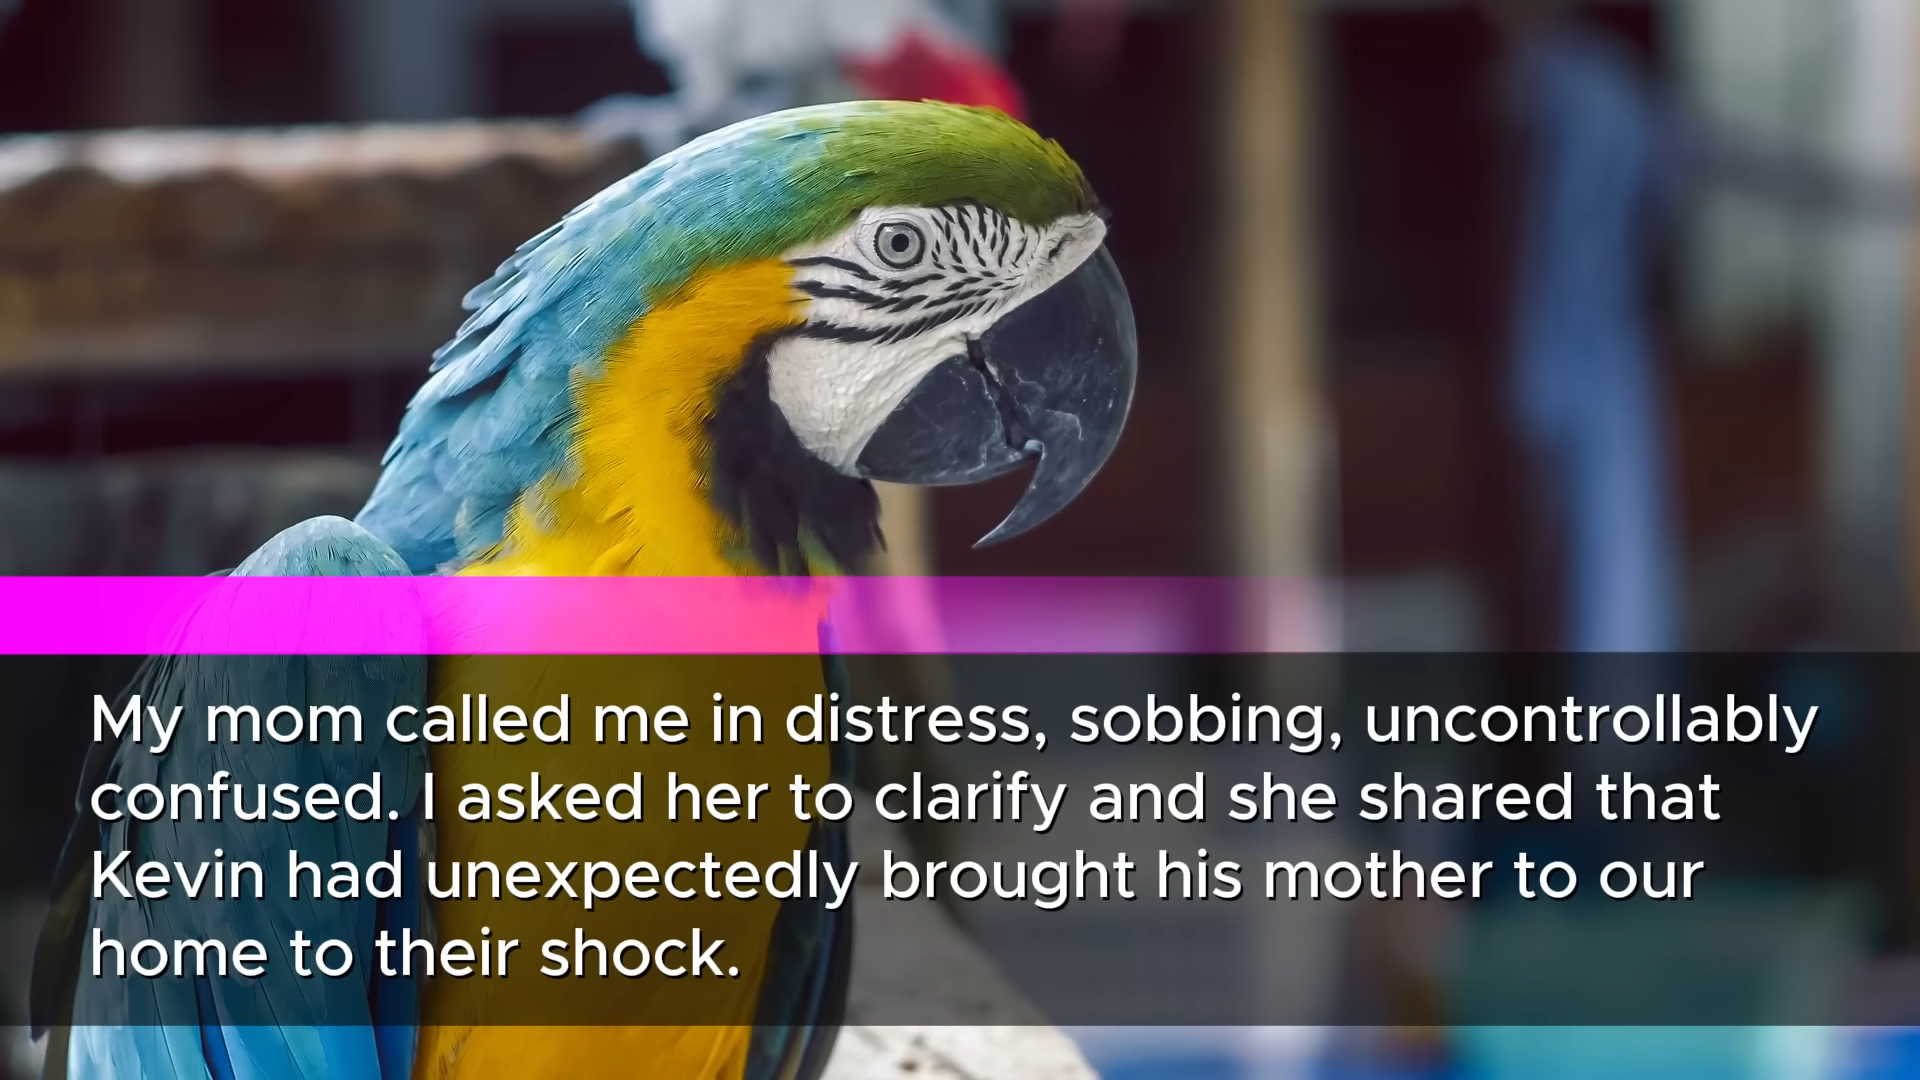 My mom called me in distress, sobbing, uncontrollably
confused. I asked her to clarify and she shared that
Kevin had unexpectedly brought his mother to our
home to their shock.